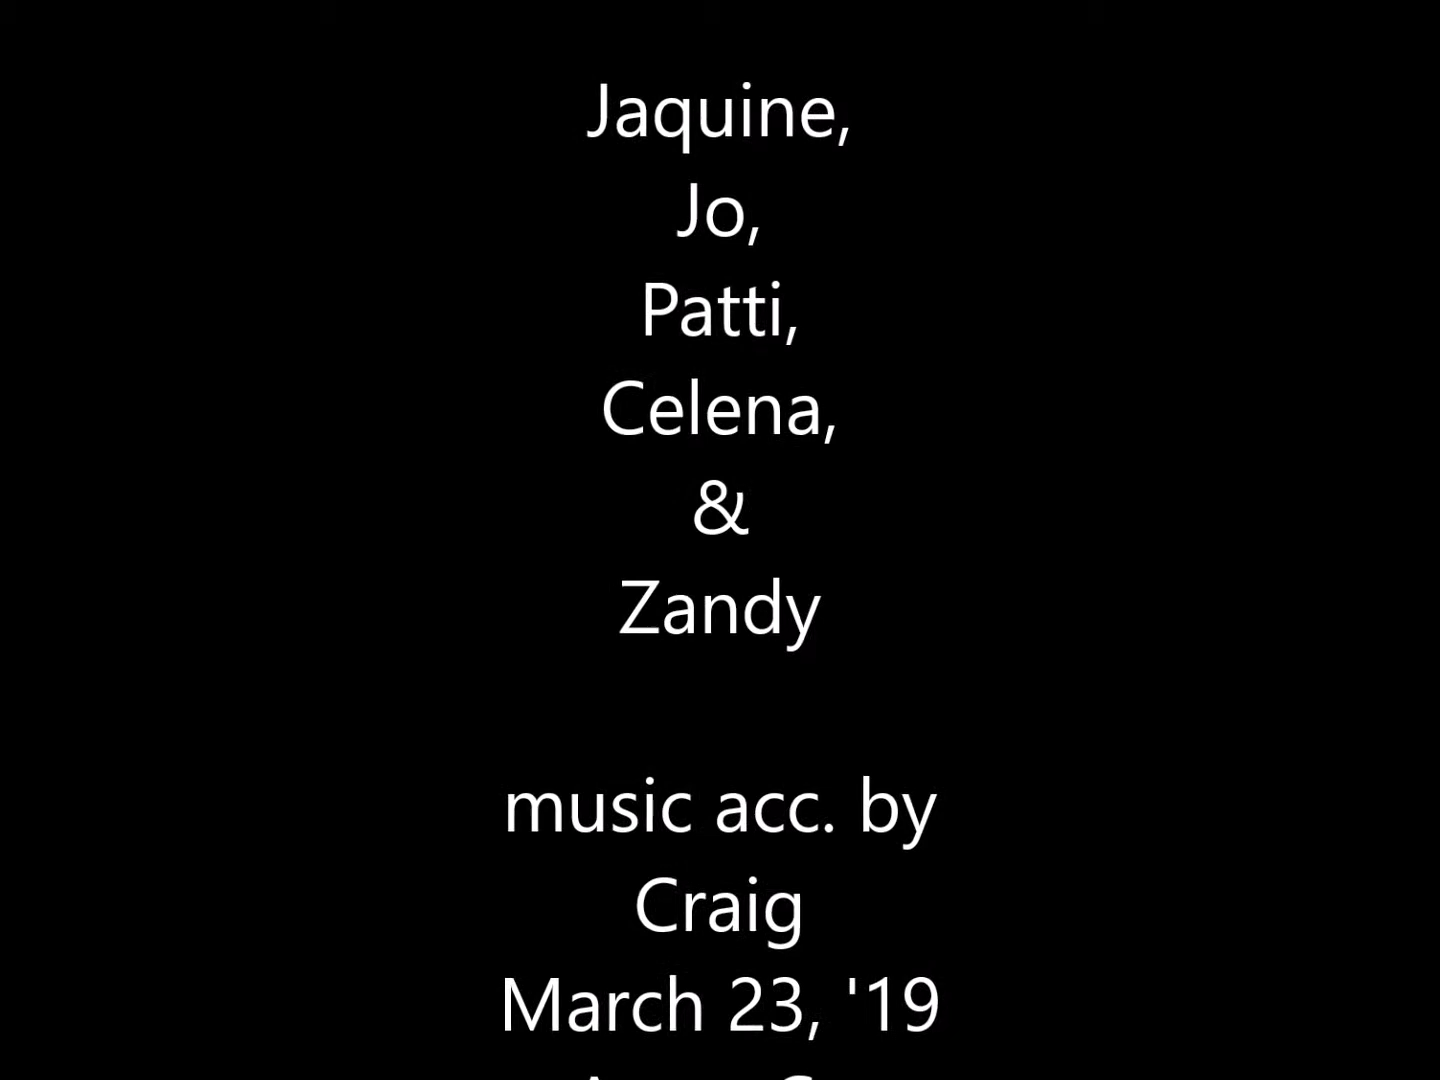 Jaquine,
Jo,
Patti,
Celena,
&
Zandy
music acc. by
Craig
March 23, '19